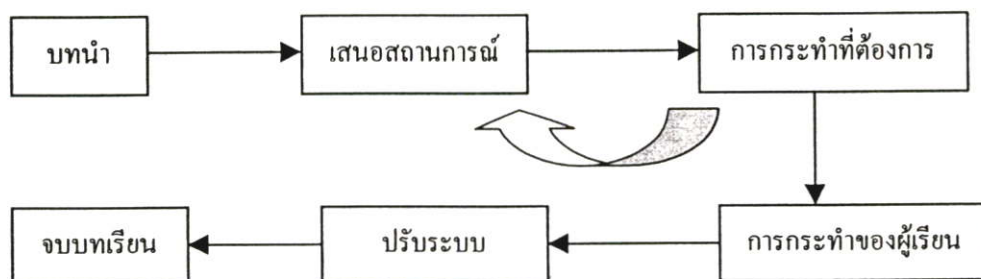 บทนำ
เสนอสถานการณ์
การกระทำที่ต้องการ
การกระทำของผู้เรียน
ปรับระบบ
จบบทเรียน